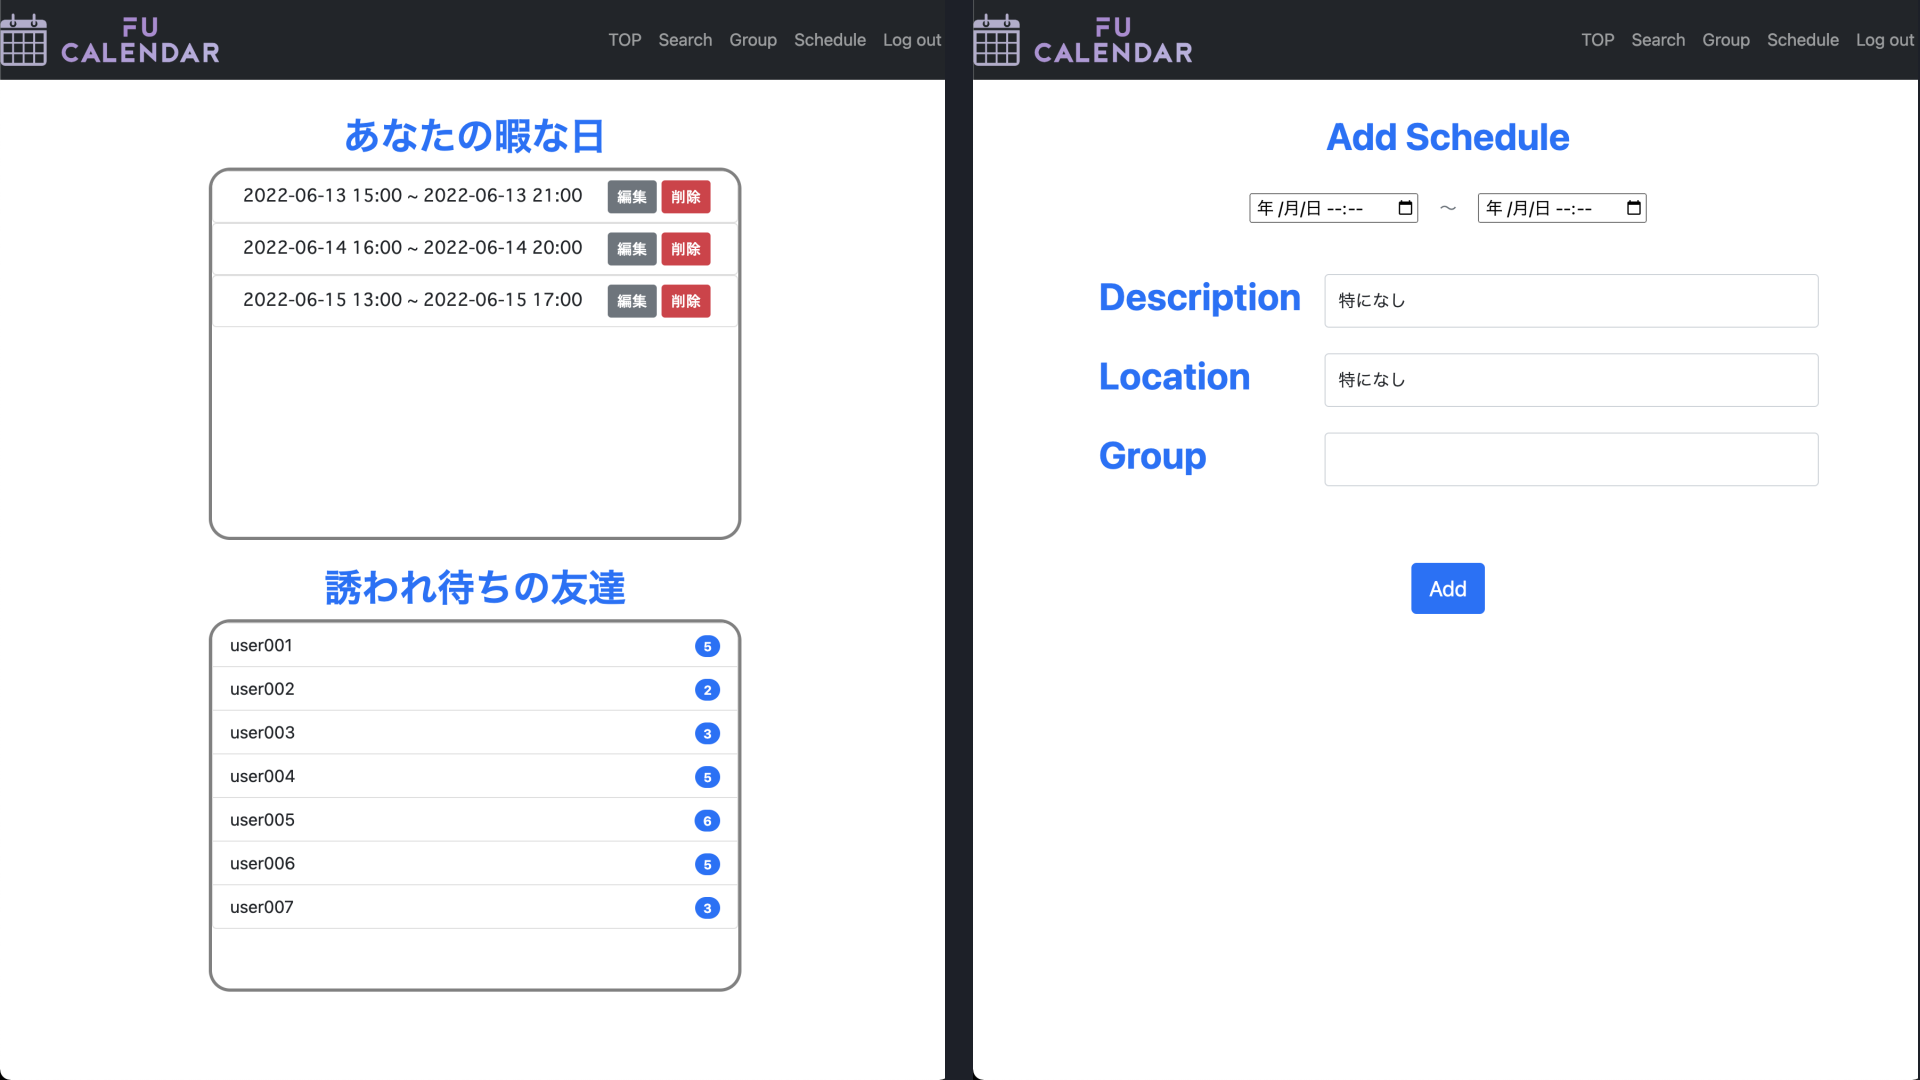 FU
CALENDAR
TOP Search Group Schedule Log out
あなたの暇な日
2022-06-13 15:00 ~ 2022-06-13 21:00 編集 削除
2022-06-14 16:00 ~ 2022-06-14 20:00 編集 削除
2022-06-15 13:00 ~ 2022-06-15 17:00 編集 削除
誘われ待ちの友達
user001 5
user002 2
user003 3
user004 5
user005 6
user006 5
user007 3
FU
CALENDAR
TOP Search Group Schedule Log out
Add Schedule
年 /月/日 --:-- ～ 年 /月/日 --:--
Description 特になし
Location 特になし
Group
Add